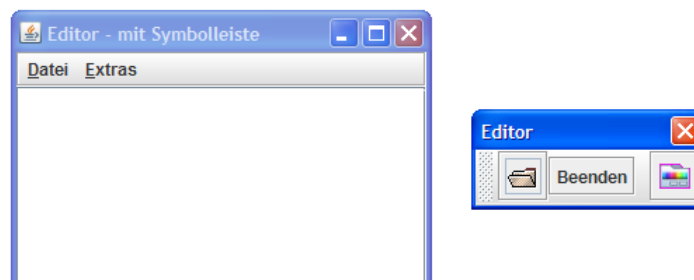 Editor - mit Symbolleiste
Datei Extras
Editor
Beenden